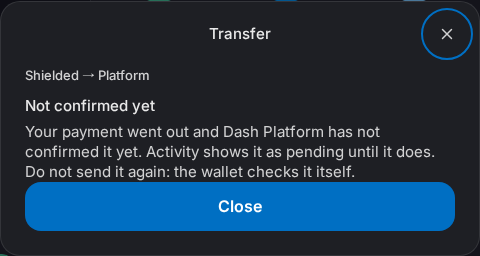 Transfer
Shielded → Platform
Not confirmed yet
Your payment went out and Dash Platform has not
confirmed it yet. Activity shows it as pending until it does.
Do not send it again: the wallet checks it itself.
Close